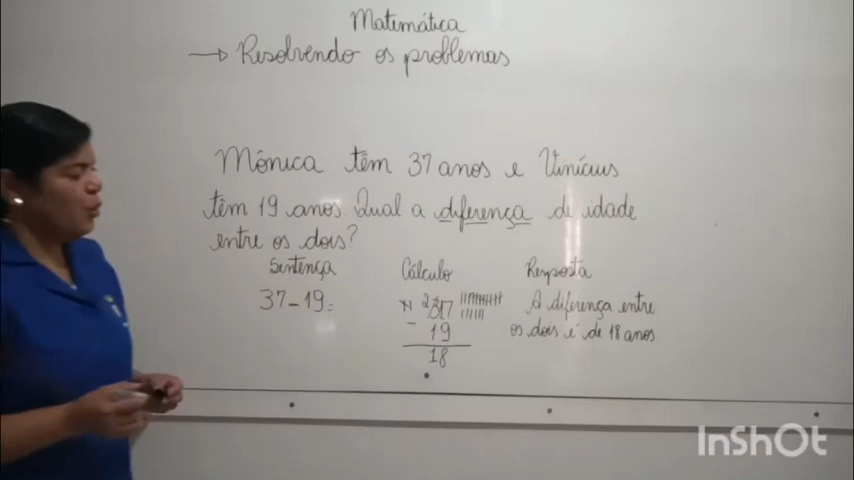 Matemática
→ Resolvendo os problemas
Mônica têm 37 anos e Vinícius
têm 19 anos. Qual a diferença de idade
entre os dois?
Sentença Cálculo Resposta
37-19= 2 37 A diferença entre
- 19 os dois é de 18 anos
18
InShOt